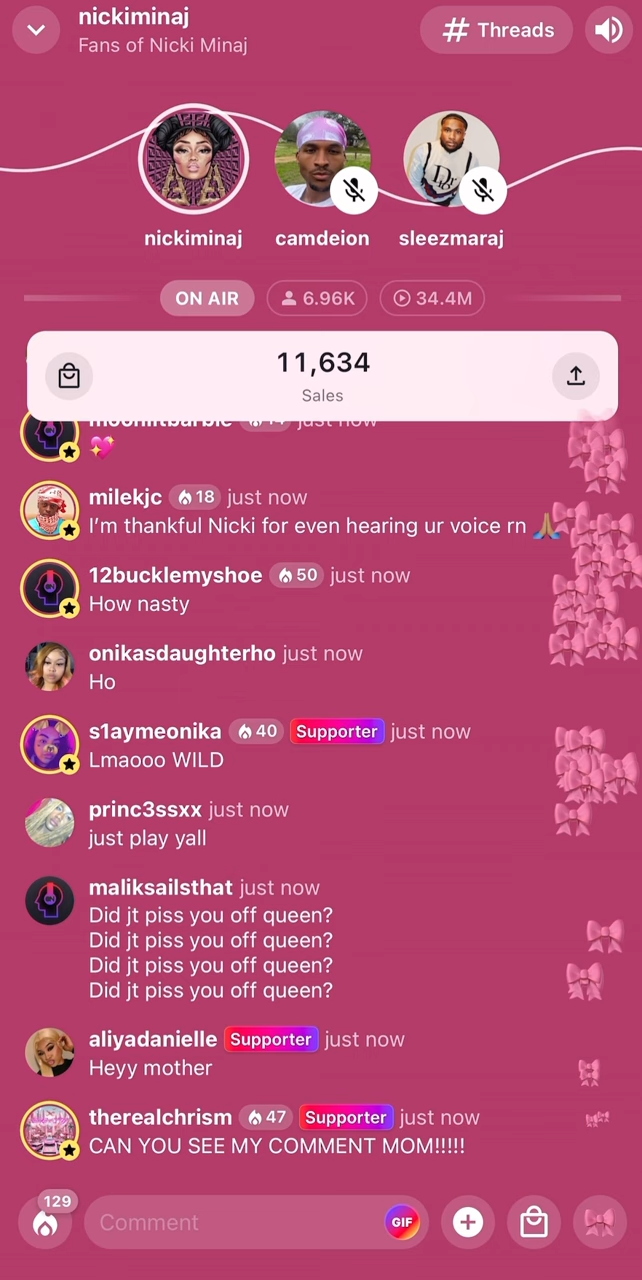 nickiminaj
Fans of Nicki Minaj
# Threads
nickiminaj
camdeion
sleezmaraj
ON AIR
6.96K
34.4M
11,634
Sales
moonlitbarbie 14 just now
milekjc 18 just now
I’m thankful Nicki for even hearing ur voice rn 🙏🏽
12bucklemyshoe 50 just now
How nasty
onikasdaughterho just now
Ho
s1aymeonika 40 Supporter just now
Lmaooo WILD
princ3ssxx just now
just play yall
maliksailsthat just now
Did jt piss you off queen?
Did jt piss you off queen?
Did jt piss you off queen?
Did jt piss you off queen?
aliyadanielle Supporter just now
Heyy mother
therealchrism 47 Supporter just now
CAN YOU SEE MY COMMENT MOM!!!!!
129
Comment
GIF